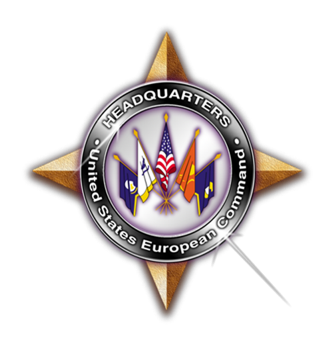 HEADQUARTERS
• United States European Command •